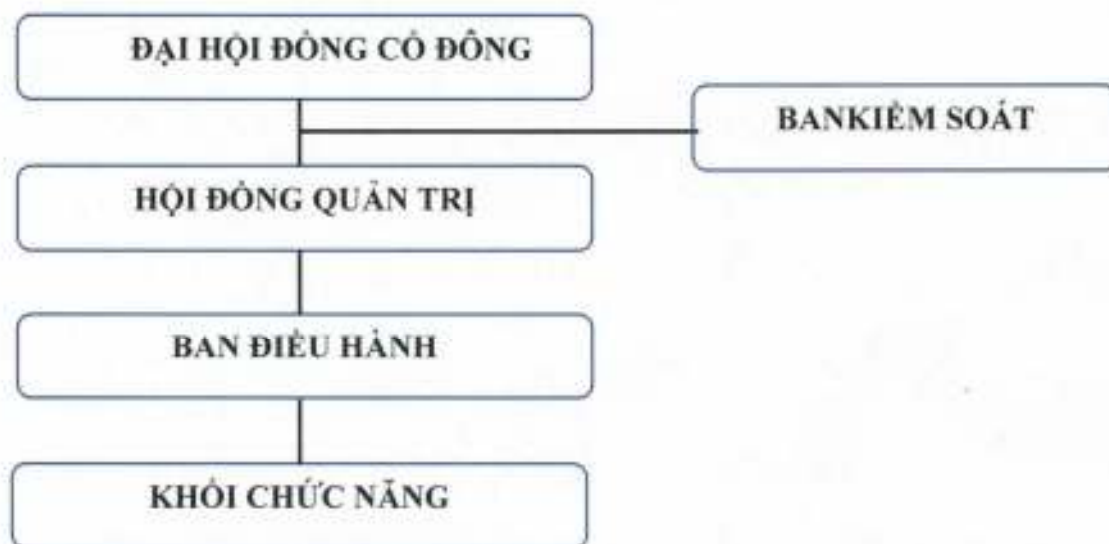 ĐẠI HỘI ĐỒNG CỔ ĐÔNG
BANKIỂM SOÁT
HỘI ĐỒNG QUẢN TRỊ
BAN ĐIỀU HÀNH
KHỐI CHỨC NĂNG